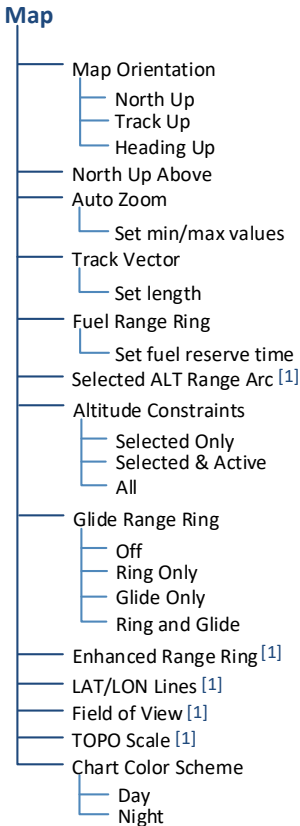 Map
Map Orientation
North Up
Track Up
Heading Up
North Up Above
Auto Zoom
Set min/max values
Track Vector
Set length
Fuel Range Ring
Set fuel reserve time
Selected ALT Range Arc [1]
Altitude Constraints
Selected Only
Selected & Active
All
Glide Range Ring
Off
Ring Only
Glide Only
Ring and Glide
Enhanced Range Ring [1]
LAT/LON Lines [1]
Field of View [1]
TOPO Scale [1]
Chart Color Scheme
Day
Night